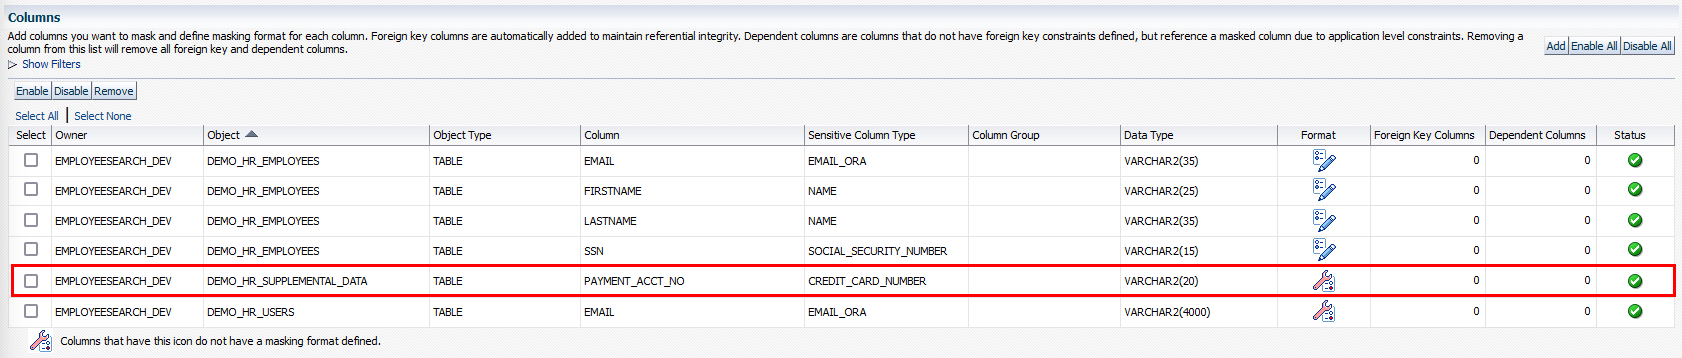 Columns
Add columns you want to mask and define masking format for each column. Foreign key columns are automatically added to maintain referential integrity. Dependent columns are columns that do not have foreign key constraints defined, but reference a masked column due to application level constraints. Removing a
column from this list will remove all foreign key and dependent columns.
Add Enable All Disable All
Show Filters
Enable Disable Remove
Select All | Select None
Select Owner Object Object Type Column Sensitive Column Type Column Group Data Type Format Foreign Key Columns Dependent Columns Status
EMPLOYEESEARCH_DEV DEMO_HR_EMPLOYEES TABLE EMAIL EMAIL_ORA VARCHAR2(35) 0 0
EMPLOYEESEARCH_DEV DEMO_HR_EMPLOYEES TABLE FIRSTNAME NAME VARCHAR2(25) 0 0
EMPLOYEESEARCH_DEV DEMO_HR_EMPLOYEES TABLE LASTNAME NAME VARCHAR2(35) 0 0
EMPLOYEESEARCH_DEV DEMO_HR_EMPLOYEES TABLE SSN SOCIAL_SECURITY_NUMBER VARCHAR2(15) 0 0
EMPLOYEESEARCH_DEV DEMO_HR_SUPPLEMENTAL_DATA TABLE PAYMENT_ACCT_NO CREDIT_CARD_NUMBER VARCHAR2(20) 0 0
EMPLOYEESEARCH_DEV DEMO_HR_USERS TABLE EMAIL EMAIL_ORA VARCHAR2(4000) 0 0
Columns that have this icon do not have a masking format defined.